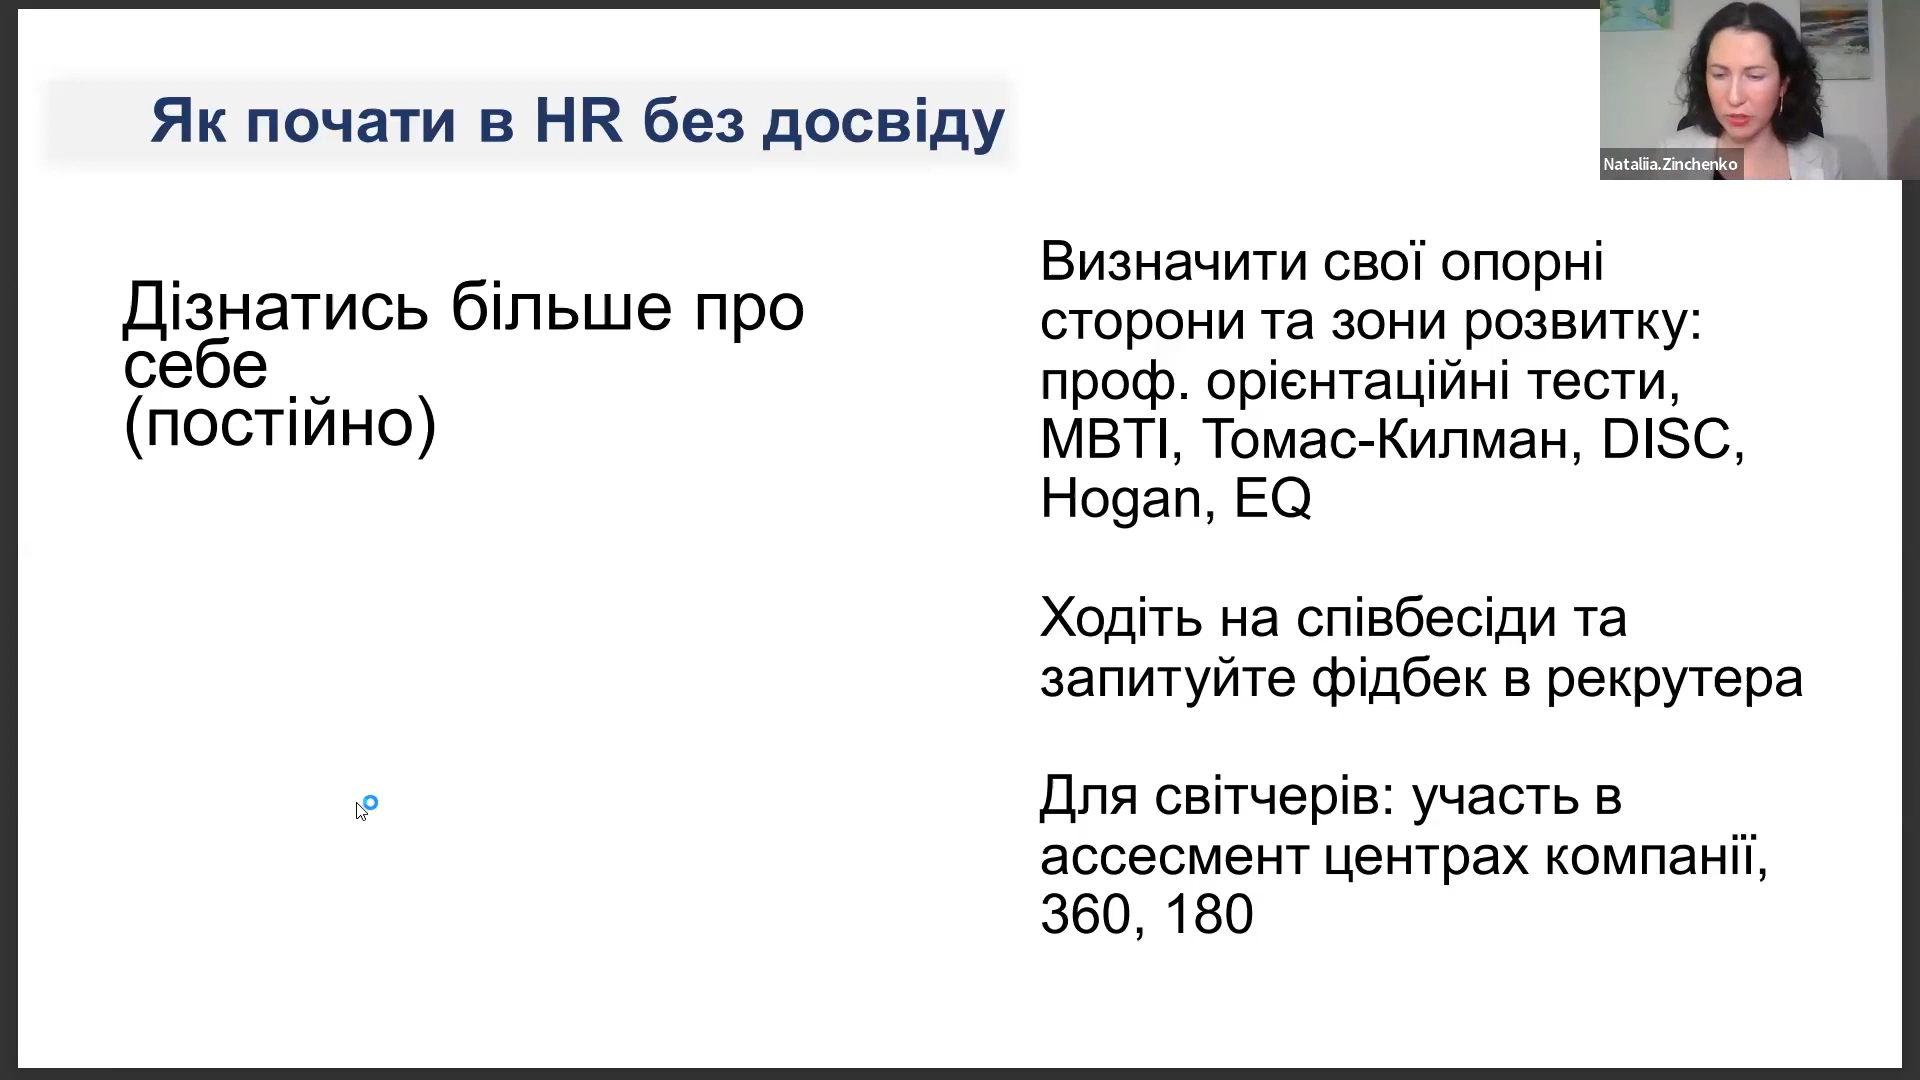 Як почати в HR без досвіду
Nataliia.Zinchenko
Дізнатись більше про
себе
(постійно)
Визначити свої опорні
сторони та зони розвитку:
проф. орієнтаційні тести,
MBTI, Томас-Килман, DISC,
Hogan, EQ
Ходіть на співбесіди та
запитуйте фідбек в рекрутера
Для світчерів: участь в
ассесмент центрах компанії,
360, 180